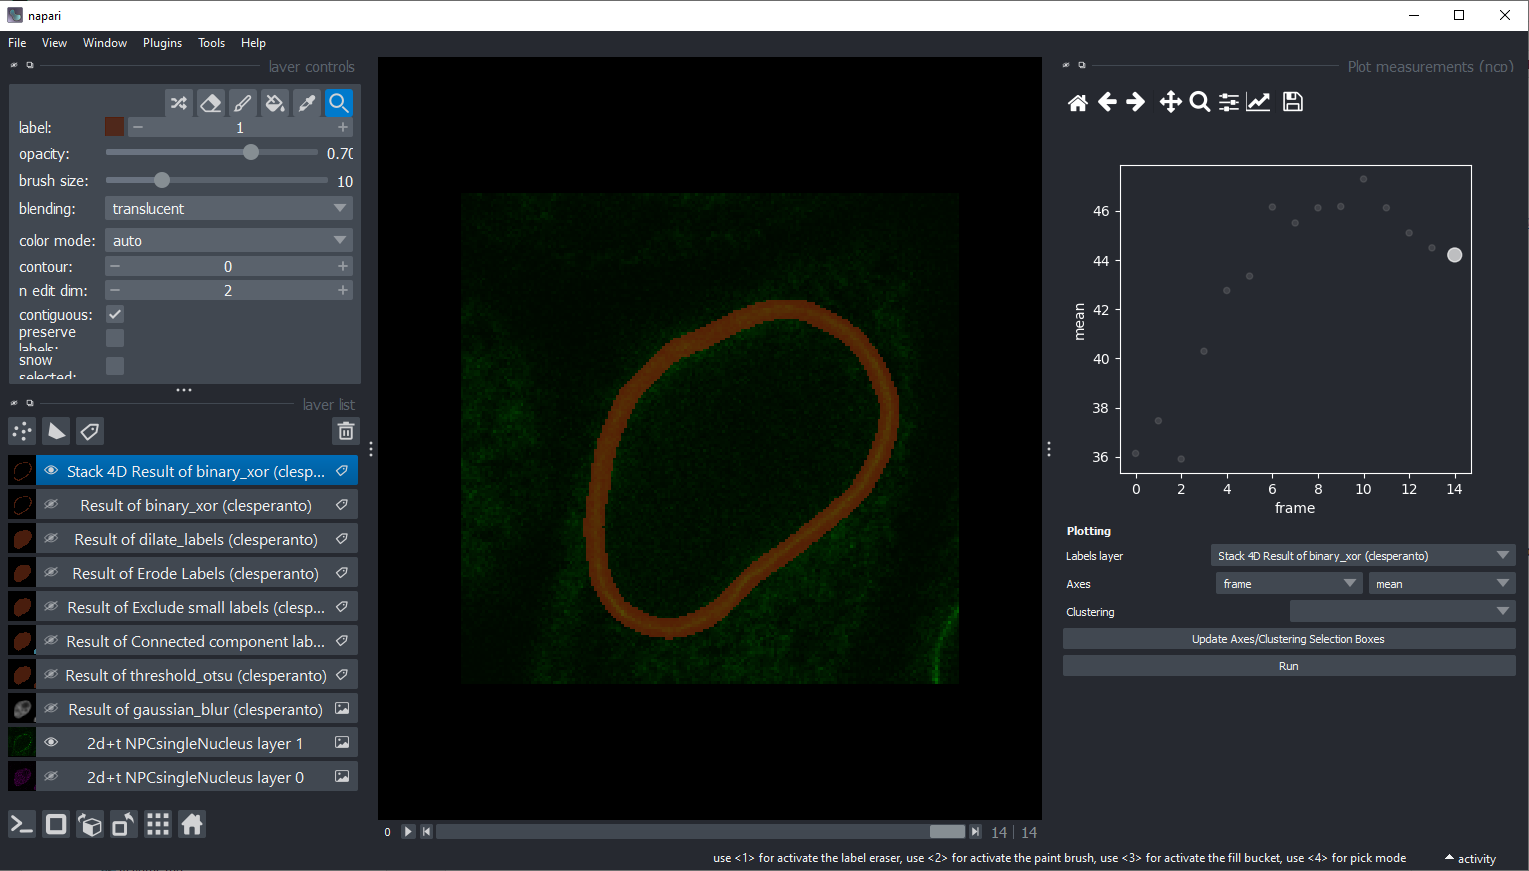 napari
File View Window Plugins Tools Help
layer controls
label: 1
opacity: 0.70
brush size: 10
blending: translucent
color mode: auto
contour: 0
n edit dim: 2
contiguous:
preserve
labels:
show
selected:
layer list
Stack 4D Result of binary_xor (clesp...
Result of binary_xor (clesperanto)
Result of dilate_labels (clesperanto)
Result of Erode Labels (clesperanto)
Result of Exclude small labels (clesp...
Result of Connected component lab...
Result of threshold_otsu (clesperanto)
Result of gaussian_blur (clesperanto)
2d+t NPCsingleNucleus layer 1
2d+t NPCsingleNucleus layer 0
0 14 | 14
Plot measurements (ncp)
46
44
42
40
38
36
mean
0 2 4 6 8 10 12 14
frame
Plotting
Labels layer Stack 4D Result of binary_xor (clesperanto)
Axes frame mean
Clustering
Update Axes/Clustering Selection Boxes
Run
use <1> for activate the label eraser, use <2> for activate the paint brush, use <3> for activate the fill bucket, use <4> for pick mode
activity